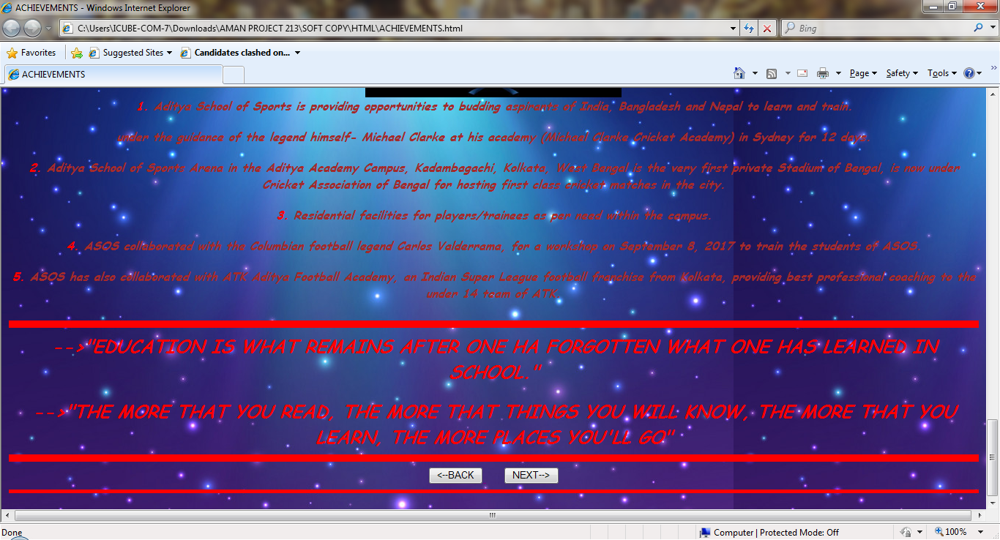 ACHIEVEMENTS - Windows Internet Explorer
C:\Users\ICUBE-COM-7\Downloads\AMAN PROJECT 213\SOFT COPY\HTML\ACHIEVEMENTS.html
Bing
Favorites
Suggested Sites
Candidates clashed on...
ACHIEVEMENTS
Page
Safety
Tools
1. Aditya School of Sports is providing opportunities to budding aspirants of India, Bangladesh and Nepal to learn and train.
under the guidance of the legend himself- Michael Clarke at his academy (Michael Clarke Cricket Academy) in Sydney for 12 days.
2. Aditya School of Sports Arena in the Aditya Academy Campus, Kadambagachi, Kolkata, West Bengal is the very first private Stadium of Bengal, is now under
Cricket Association of Bengal for hosting first class cricket matches in the city.
3. Residential facilities for players/trainees as per need within the campus.
4. ASOS collaborated with the Columbian football legend Carlos Valderrama, for a workshop on September 8, 2017 to train the students of ASOS.
5. ASOS has also collaborated with ATK Aditya Football Academy, an Indian Super League football franchise from Kolkata, providing best professional coaching to the
under 14 team of ATK.
-->"EDUCATION IS WHAT REMAINS AFTER ONE HA FORGOTTEN WHAT ONE HAS LEARNED IN
SCHOOL."
-->"THE MORE THAT YOU READ, THE MORE THAT THINGS YOU WILL KNOW, THE MORE THAT YOU
LEARN, THE MORE PLACES YOU'LL GO"
<--BACK
NEXT-->
Done
Computer | Protected Mode: Off
100%